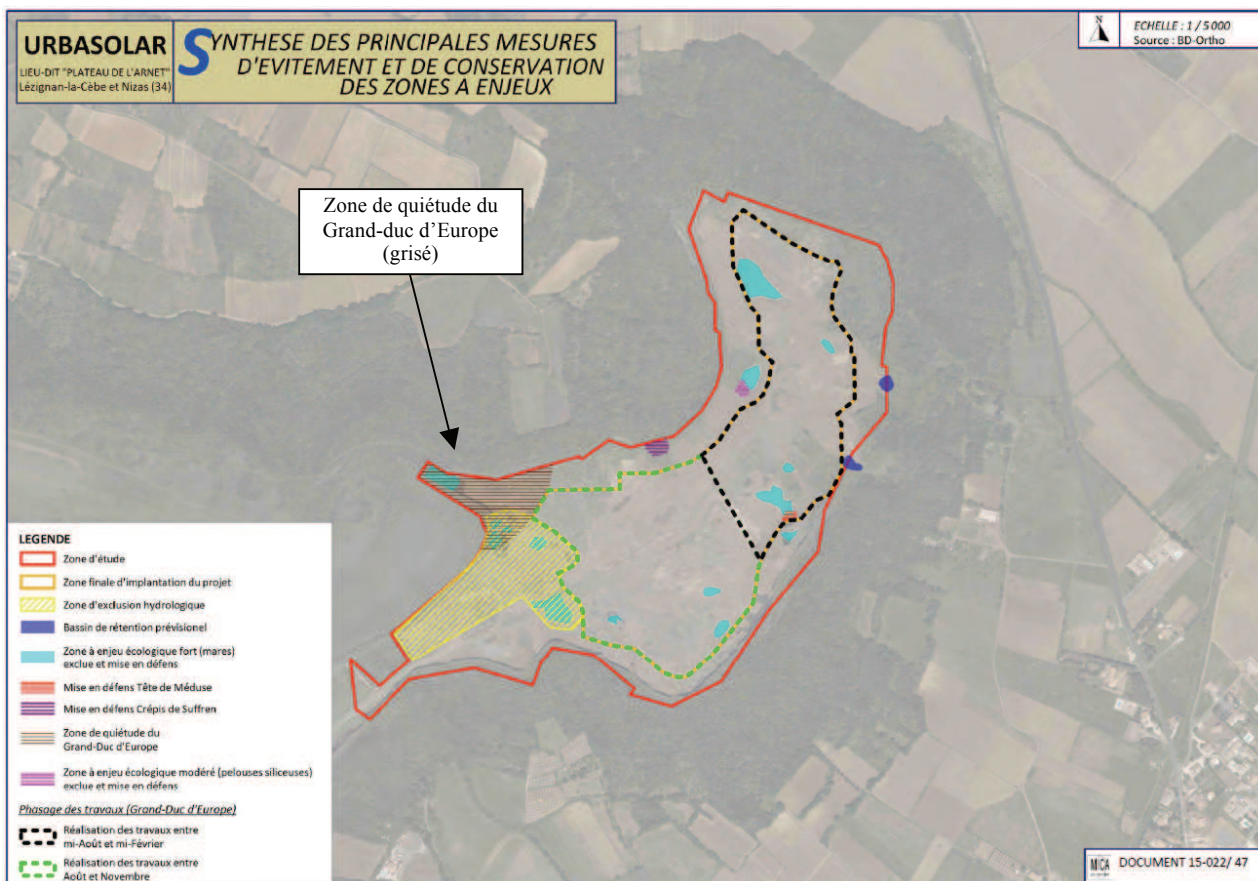 URBASOLAR
LIEU-DIT "PLATEAU DE L'ARNET"
Lézignan-la-Cèbe et Nizas (34)
SYNTHESE DES PRINCIPALES MESURES
D'EVITEMENT ET DE CONSERVATION
DES ZONES A ENJEUX
N
ECHELLE : 1 / 5 000
Source : BD-Ortho
Zone de quiétude du
Grand-duc d'Europe
(grisé)
LEGENDE
Zone d'étude
Zone finale d'implantation du projet
Zone d'exclusion hydrologique
Bassin de rétention prévisionel
Zone à enjeu écologique fort (mares)
exclue et mise en défens
Mise en défens Tête de Méduse
Mise en défens Crépis de Suffren
Zone de quiétude du
Grand-Duc d'Europe
Zone à enjeu écologique modéré (pelouses siliceuses)
exclue et mise en défens
Phasage des travaux (Grand-Duc d'Europe)
Réalisation des travaux entre
mi-Août et mi-Février
Réalisation des travaux entre
Août et Novembre
MICA
DOCUMENT 15-022/ 47